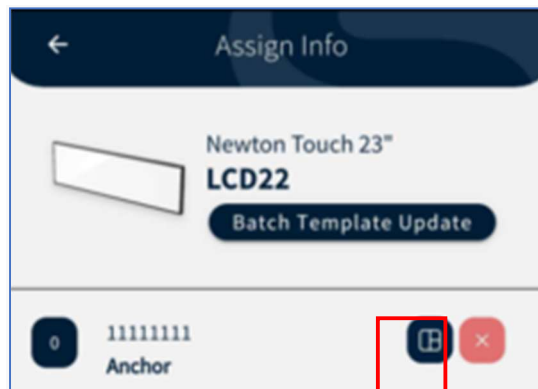 Assign Info
Newton Touch 23"
LCD22
Batch Template Update
0
11111111
Anchor